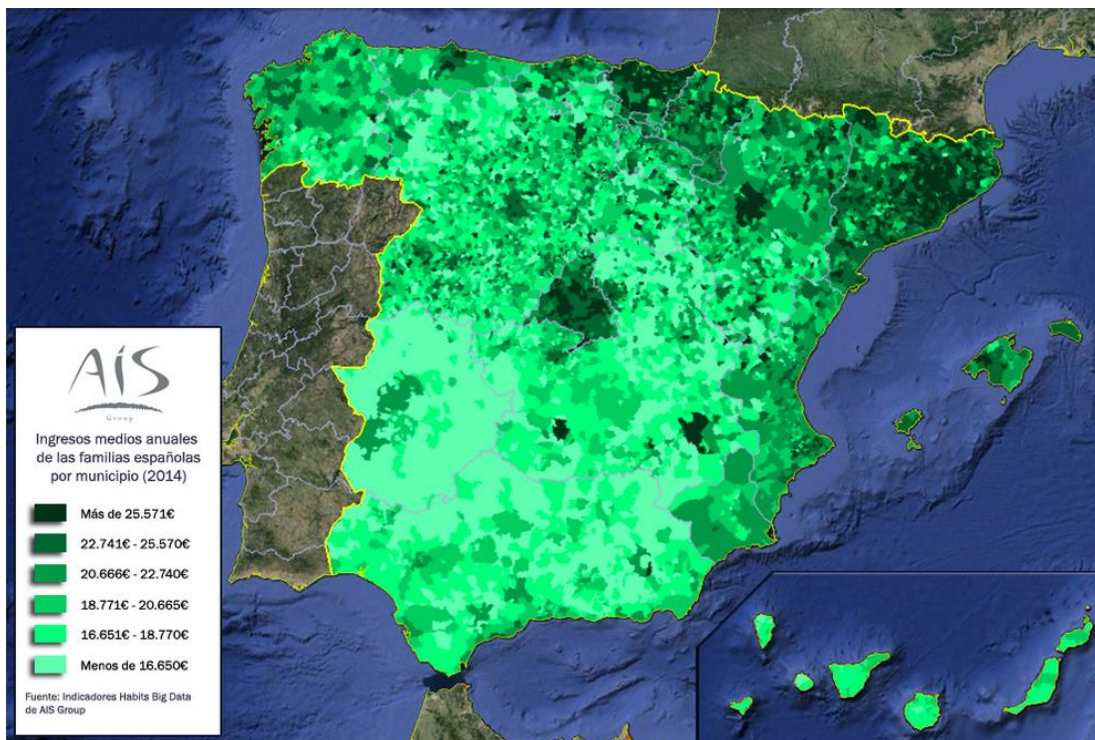 AIS
Group
Ingresos medios anuales
de las familias españolas
por municipio (2014)
Más de 25.571€
22.741€ - 25.570€
20.666€ - 22.740€
18.771€ - 20.665€
16.651€ - 18.770€
Menos de 16.650€
Fuente: Indicadores Habits Big Data
de AIS Group